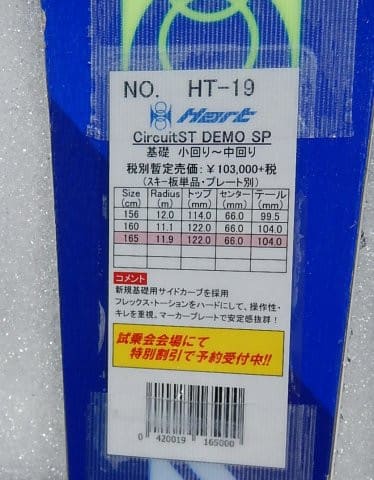 NO. HT-19
Hart
CircuitST DEMO SP
基礎 小回り～中回り
税別暫定売価：￥103,000+税
（スキー板単品・プレート別）
Size Radius トップ センター テール
(cm) (m) (mm) (mm) (mm)
156 12.0 114.0 66.0 99.5
160 11.1 122.0 66.0 104.0
165 11.9 122.0 66.0 104.0
コメント
新規基礎用サイドカーブを採用
フレックス・トーションをハードにして、操作性・
キレを重視。マーカープレートで安定感抜群！
試乗会会場にて
特別割引で予約受付中!!
0 420019 165000